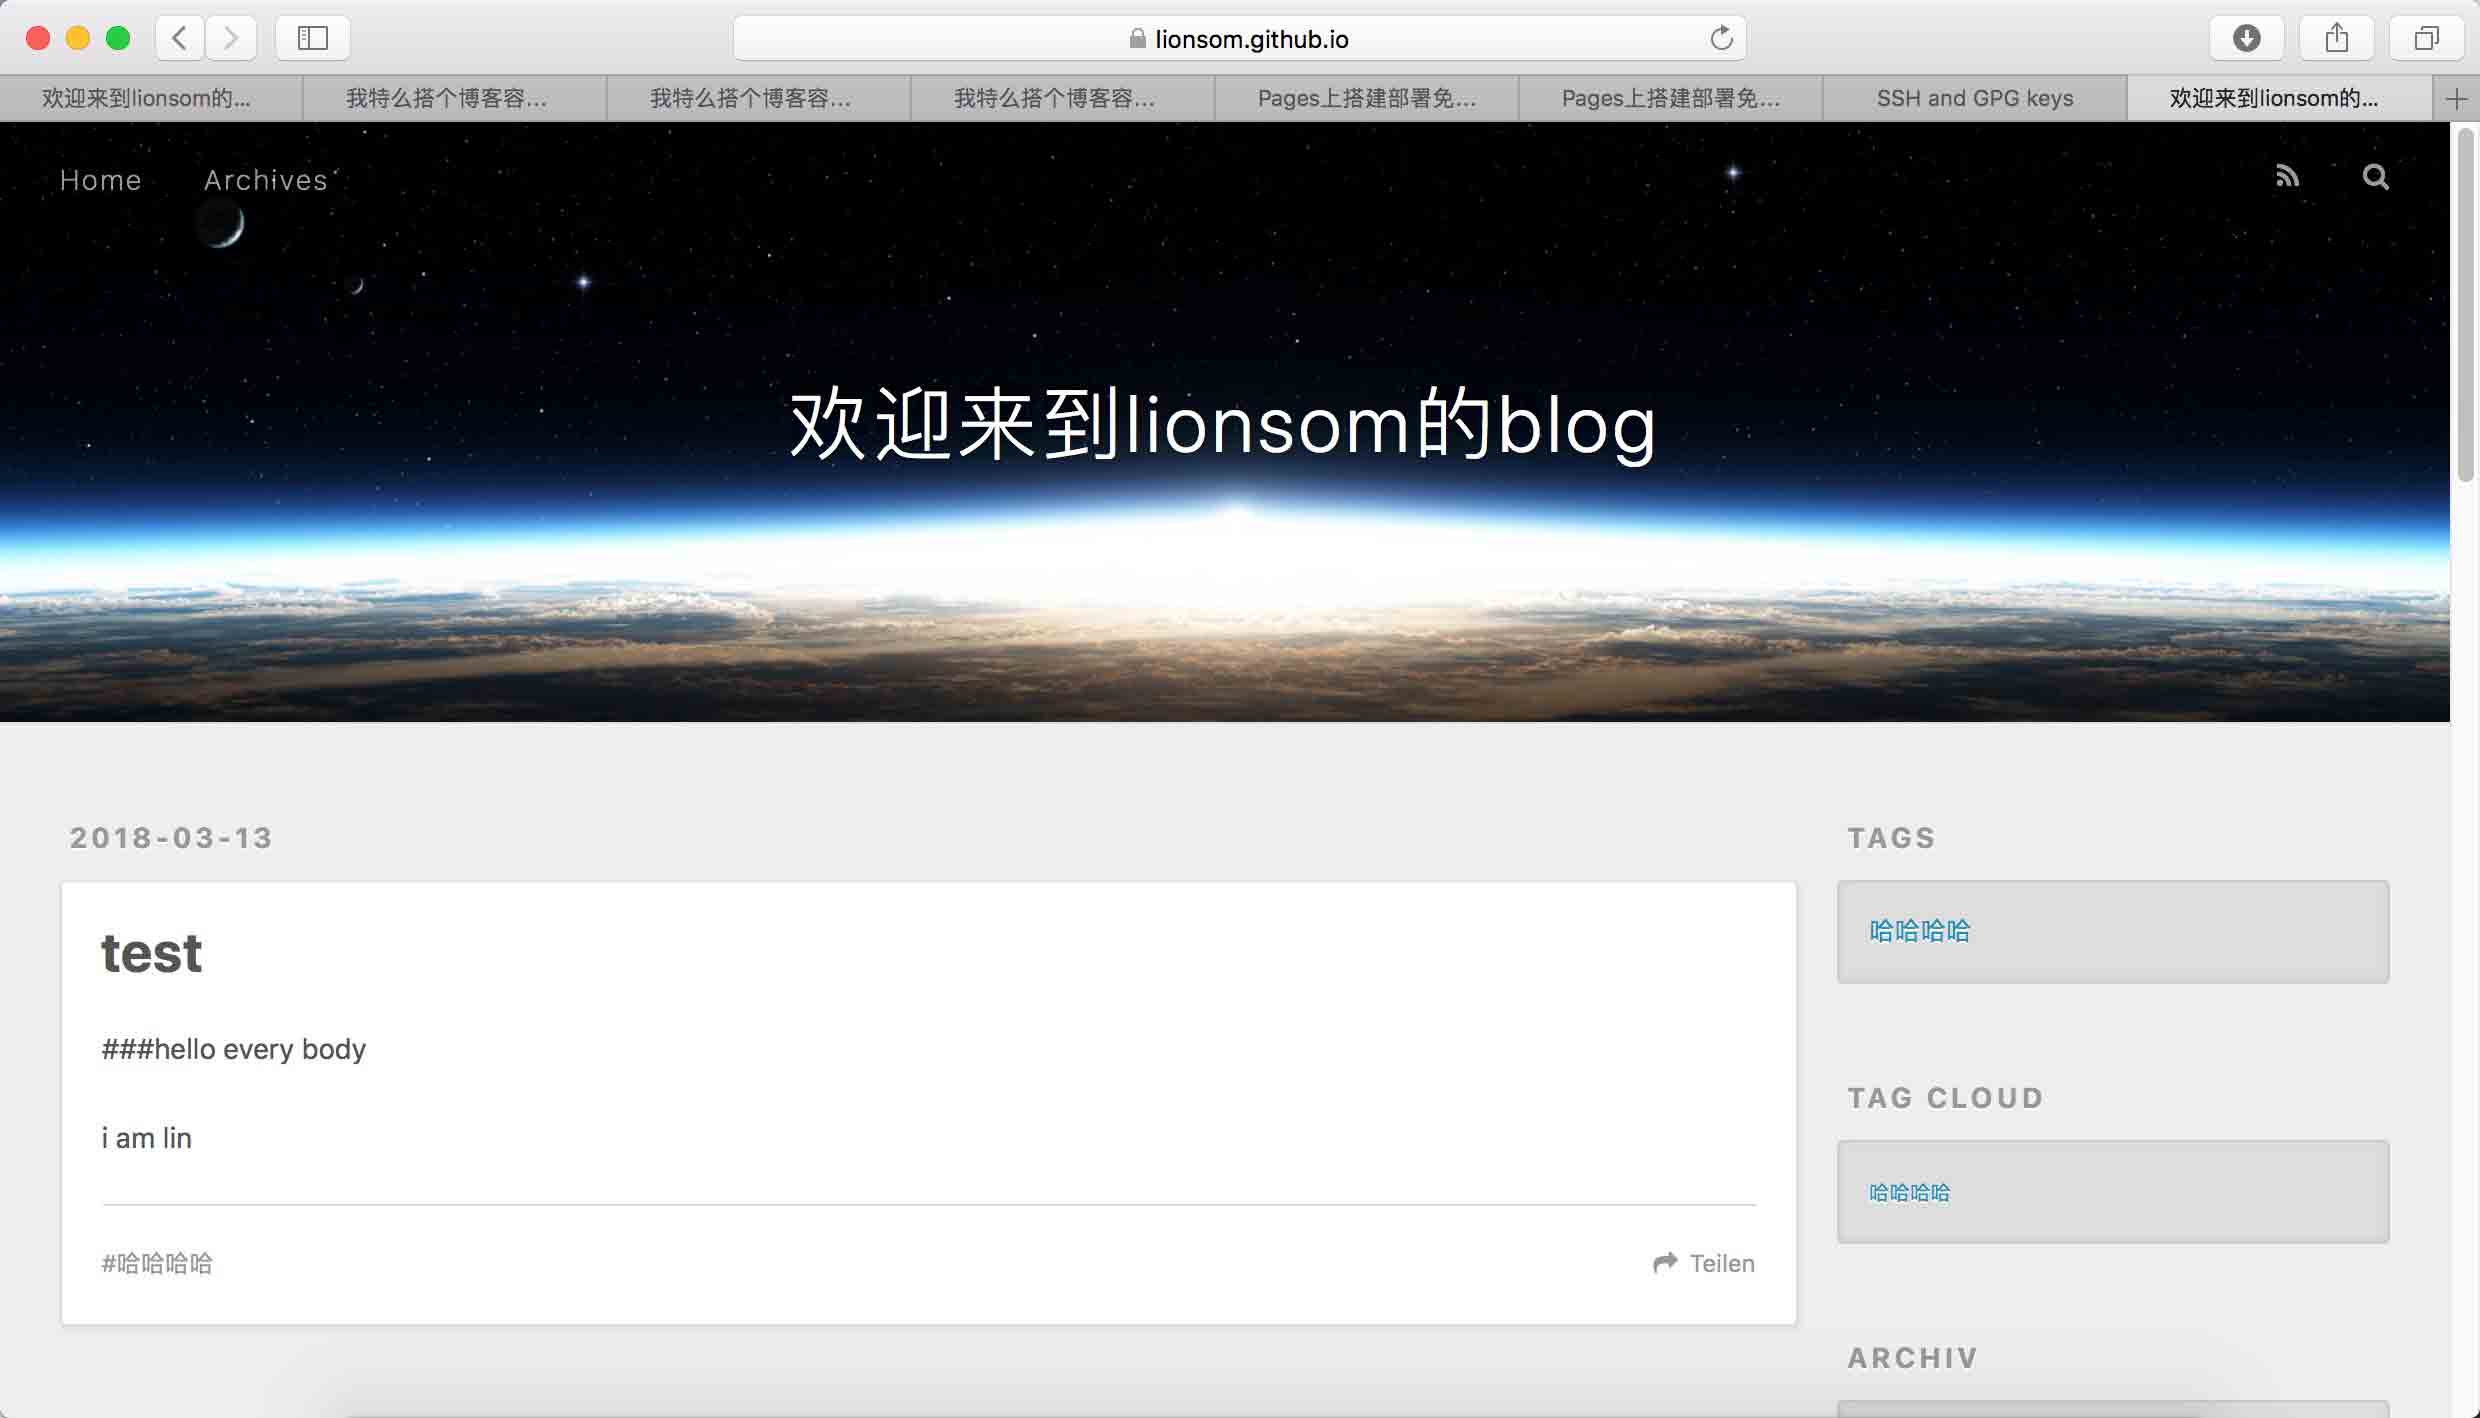 lionsom.github.io
欢迎来到lionsom的...
我特么搭个博客容...
我特么搭个博客容...
我特么搭个博客容...
Pages上搭建部署免...
Pages上搭建部署免...
SSH and GPG keys
欢迎来到lionsom的...
Home
Archives
欢迎来到lionsom的blog
2018-03-13
test
###hello every body
i am lin
#哈哈哈哈
Teilen
TAGS
哈哈哈哈
TAG CLOUD
哈哈哈哈
ARCHIV